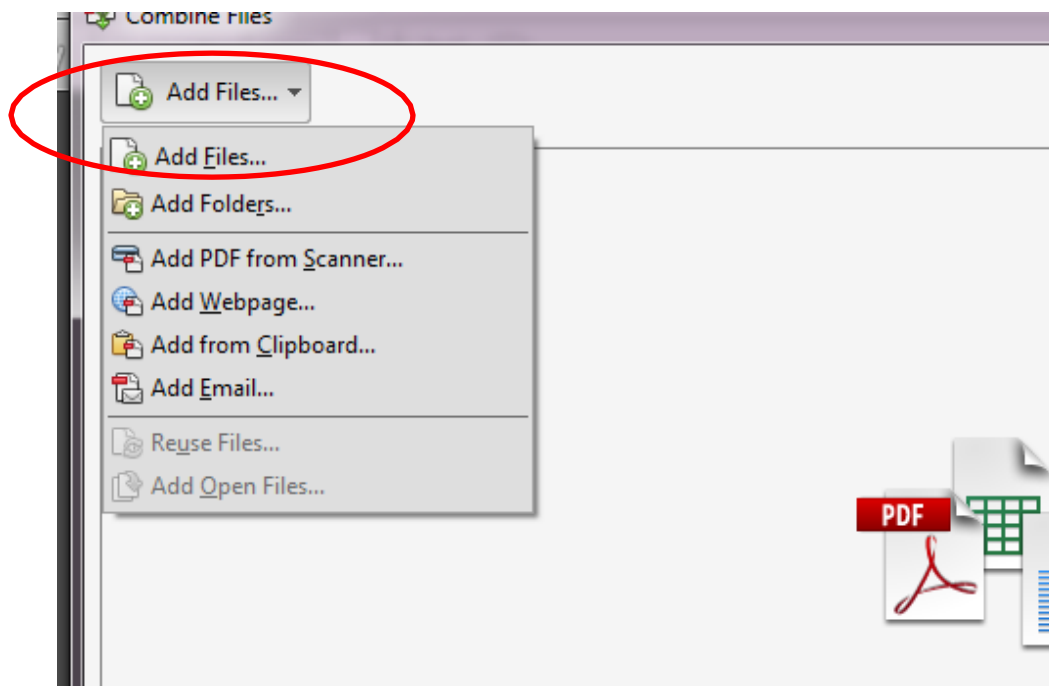 Combine Files
Add Files...
Add Files...
Add Folders...
Add PDF from Scanner...
Add Webpage...
Add from Clipboard...
Add Email...
Reuse Files...
Add Open Files...
PDF